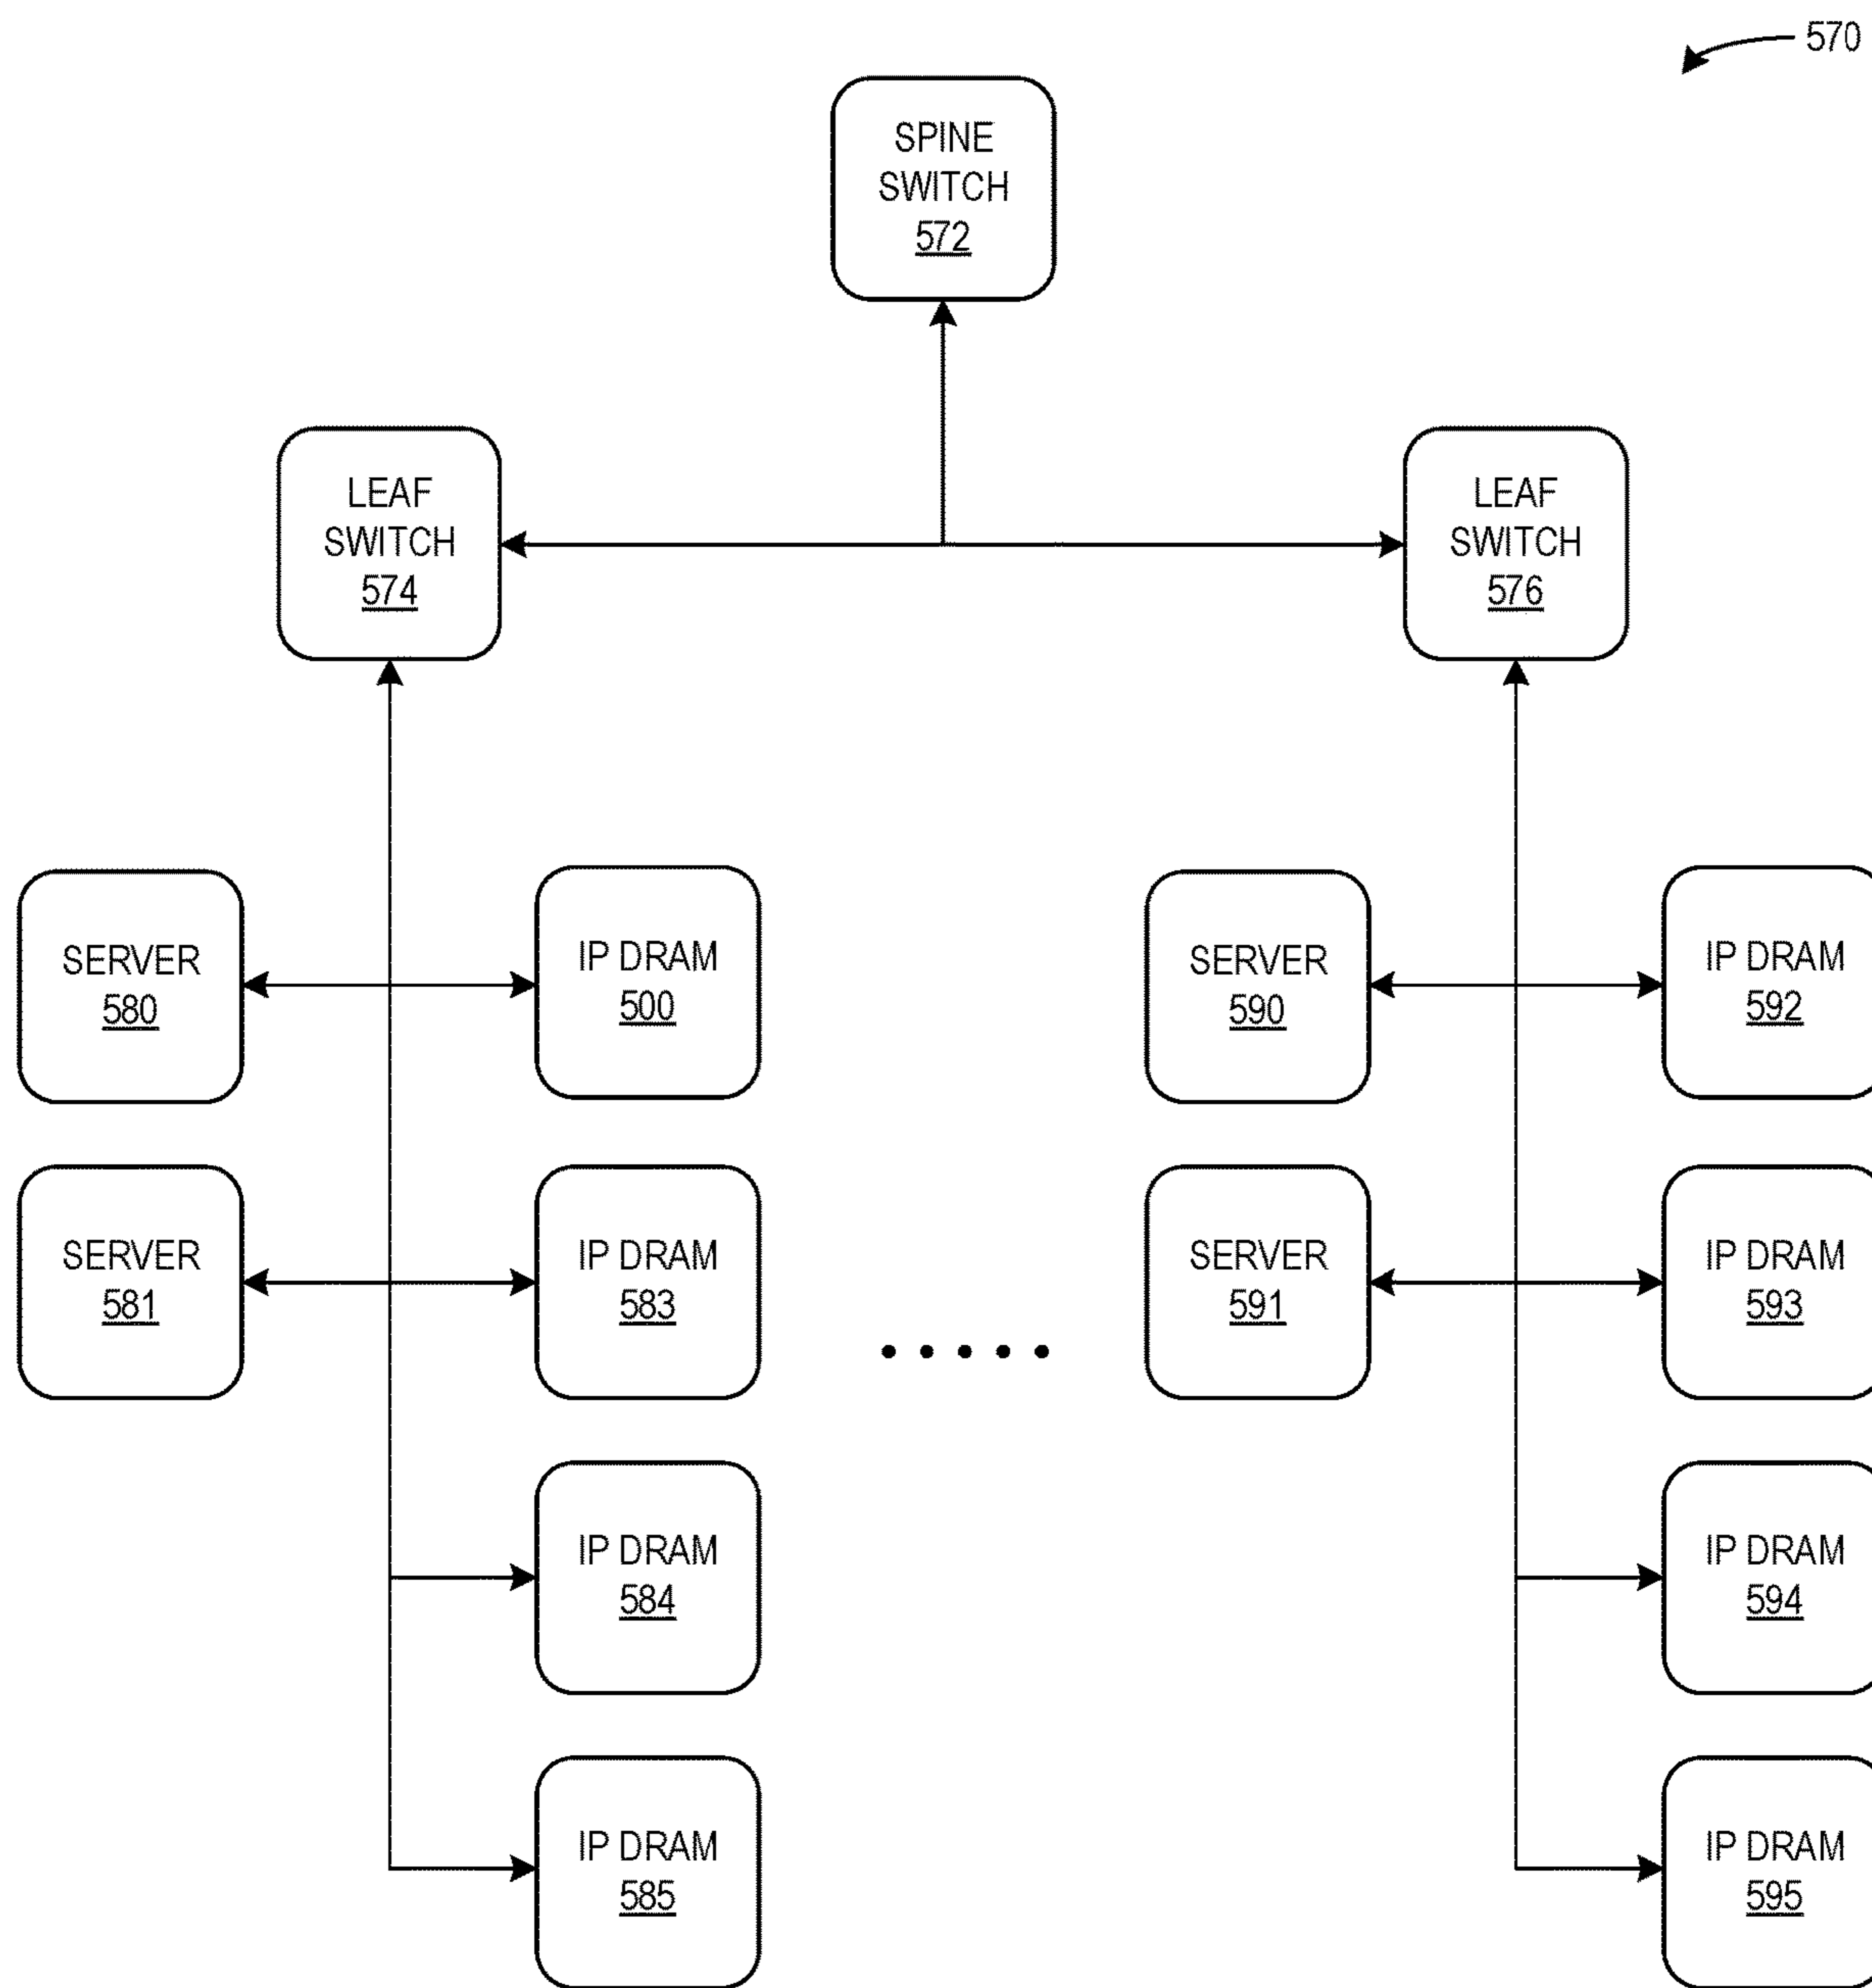 570
SPINE
SWITCH
572
LEAF
SWITCH
574
LEAF
SWITCH
576
SERVER
580
IP DRAM
500
SERVER
590
IP DRAM
592
SERVER
581
IP DRAM
583
SERVER
591
IP DRAM
593
IP DRAM
584
IP DRAM
594
IP DRAM
585
IP DRAM
595